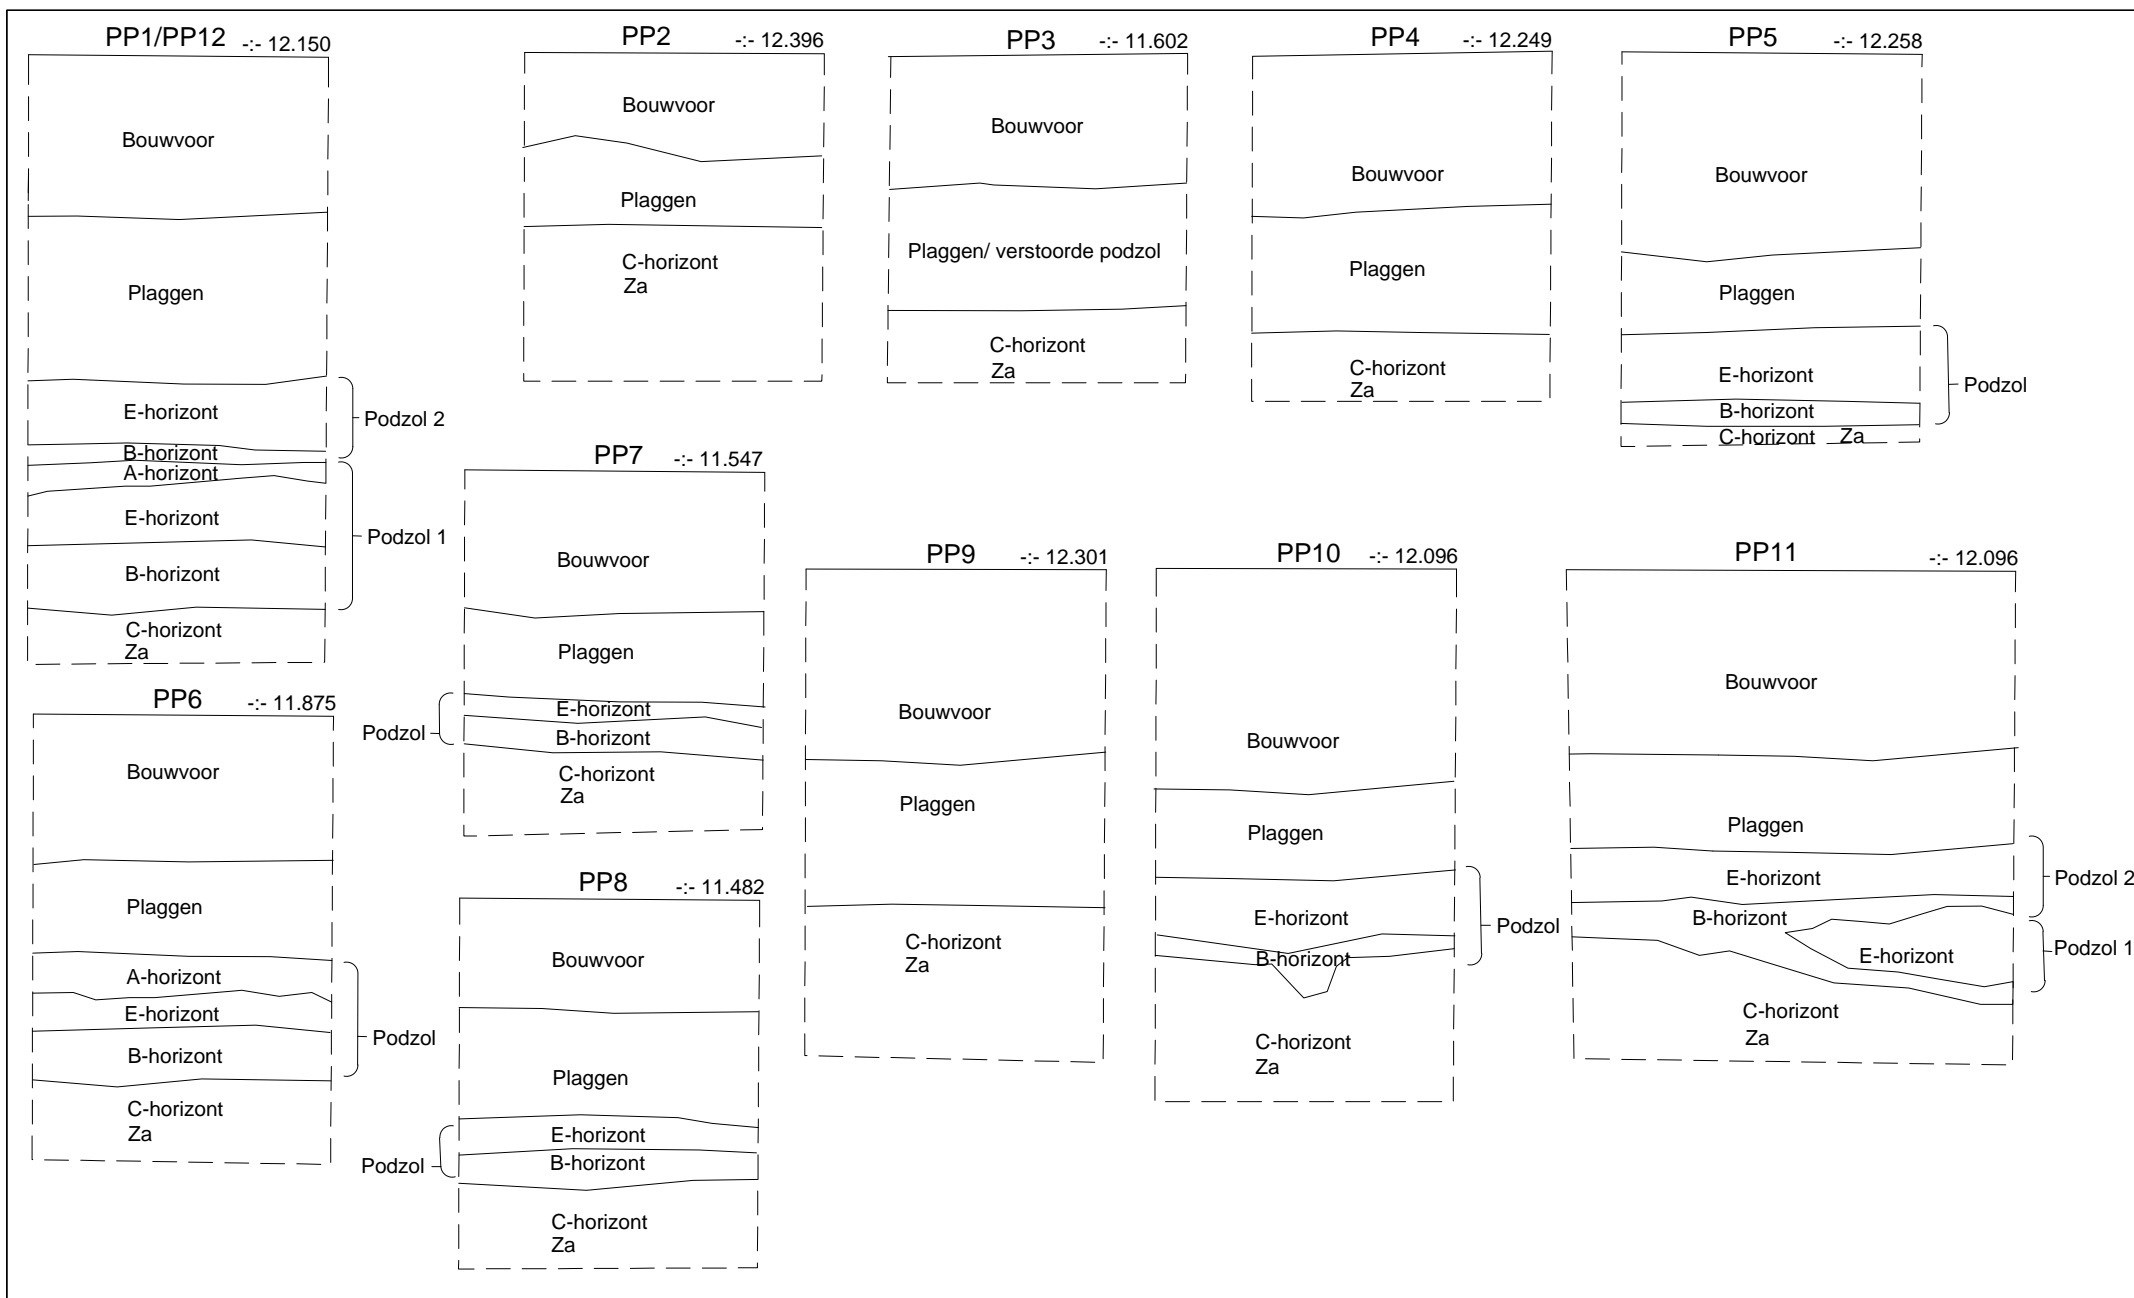 PP1/PP12 -:- 12.150
Bouwvoor
Plaggen
E-horizont
Podzol 2
B-horizont
A-horizont
E-horizont
Podzol 1
B-horizont
C-horizont
Za
PP2 -:- 12.396
Bouwvoor
Plaggen
C-horizont
Za
PP3 -:- 11.602
Bouwvoor
Plaggen/ verstoorde podzol
C-horizont
Za
PP4 -:- 12.249
Bouwvoor
Plaggen
C-horizont
Za
PP5 -:- 12.258
Bouwvoor
Plaggen
E-horizont
Podzol
B-horizont
C-horizont Za
PP6 -:- 11.875
Bouwvoor
Plaggen
A-horizont
E-horizont
Podzol
B-horizont
C-horizont
Za
PP7 -:- 11.547
Bouwvoor
Plaggen
E-horizont
Podzol
B-horizont
C-horizont
Za
PP8 -:- 11.482
Bouwvoor
Plaggen
E-horizont
Podzol
B-horizont
C-horizont
Za
PP9 -:- 12.301
Bouwvoor
Plaggen
C-horizont
Za
PP10 -:- 12.096
Bouwvoor
Plaggen
E-horizont
Podzol
B-horizont
C-horizont
Za
PP11 -:- 12.096
Bouwvoor
Plaggen
E-horizont
Podzol 2
B-horizont
Podzol 1
E-horizont
C-horizont
Za